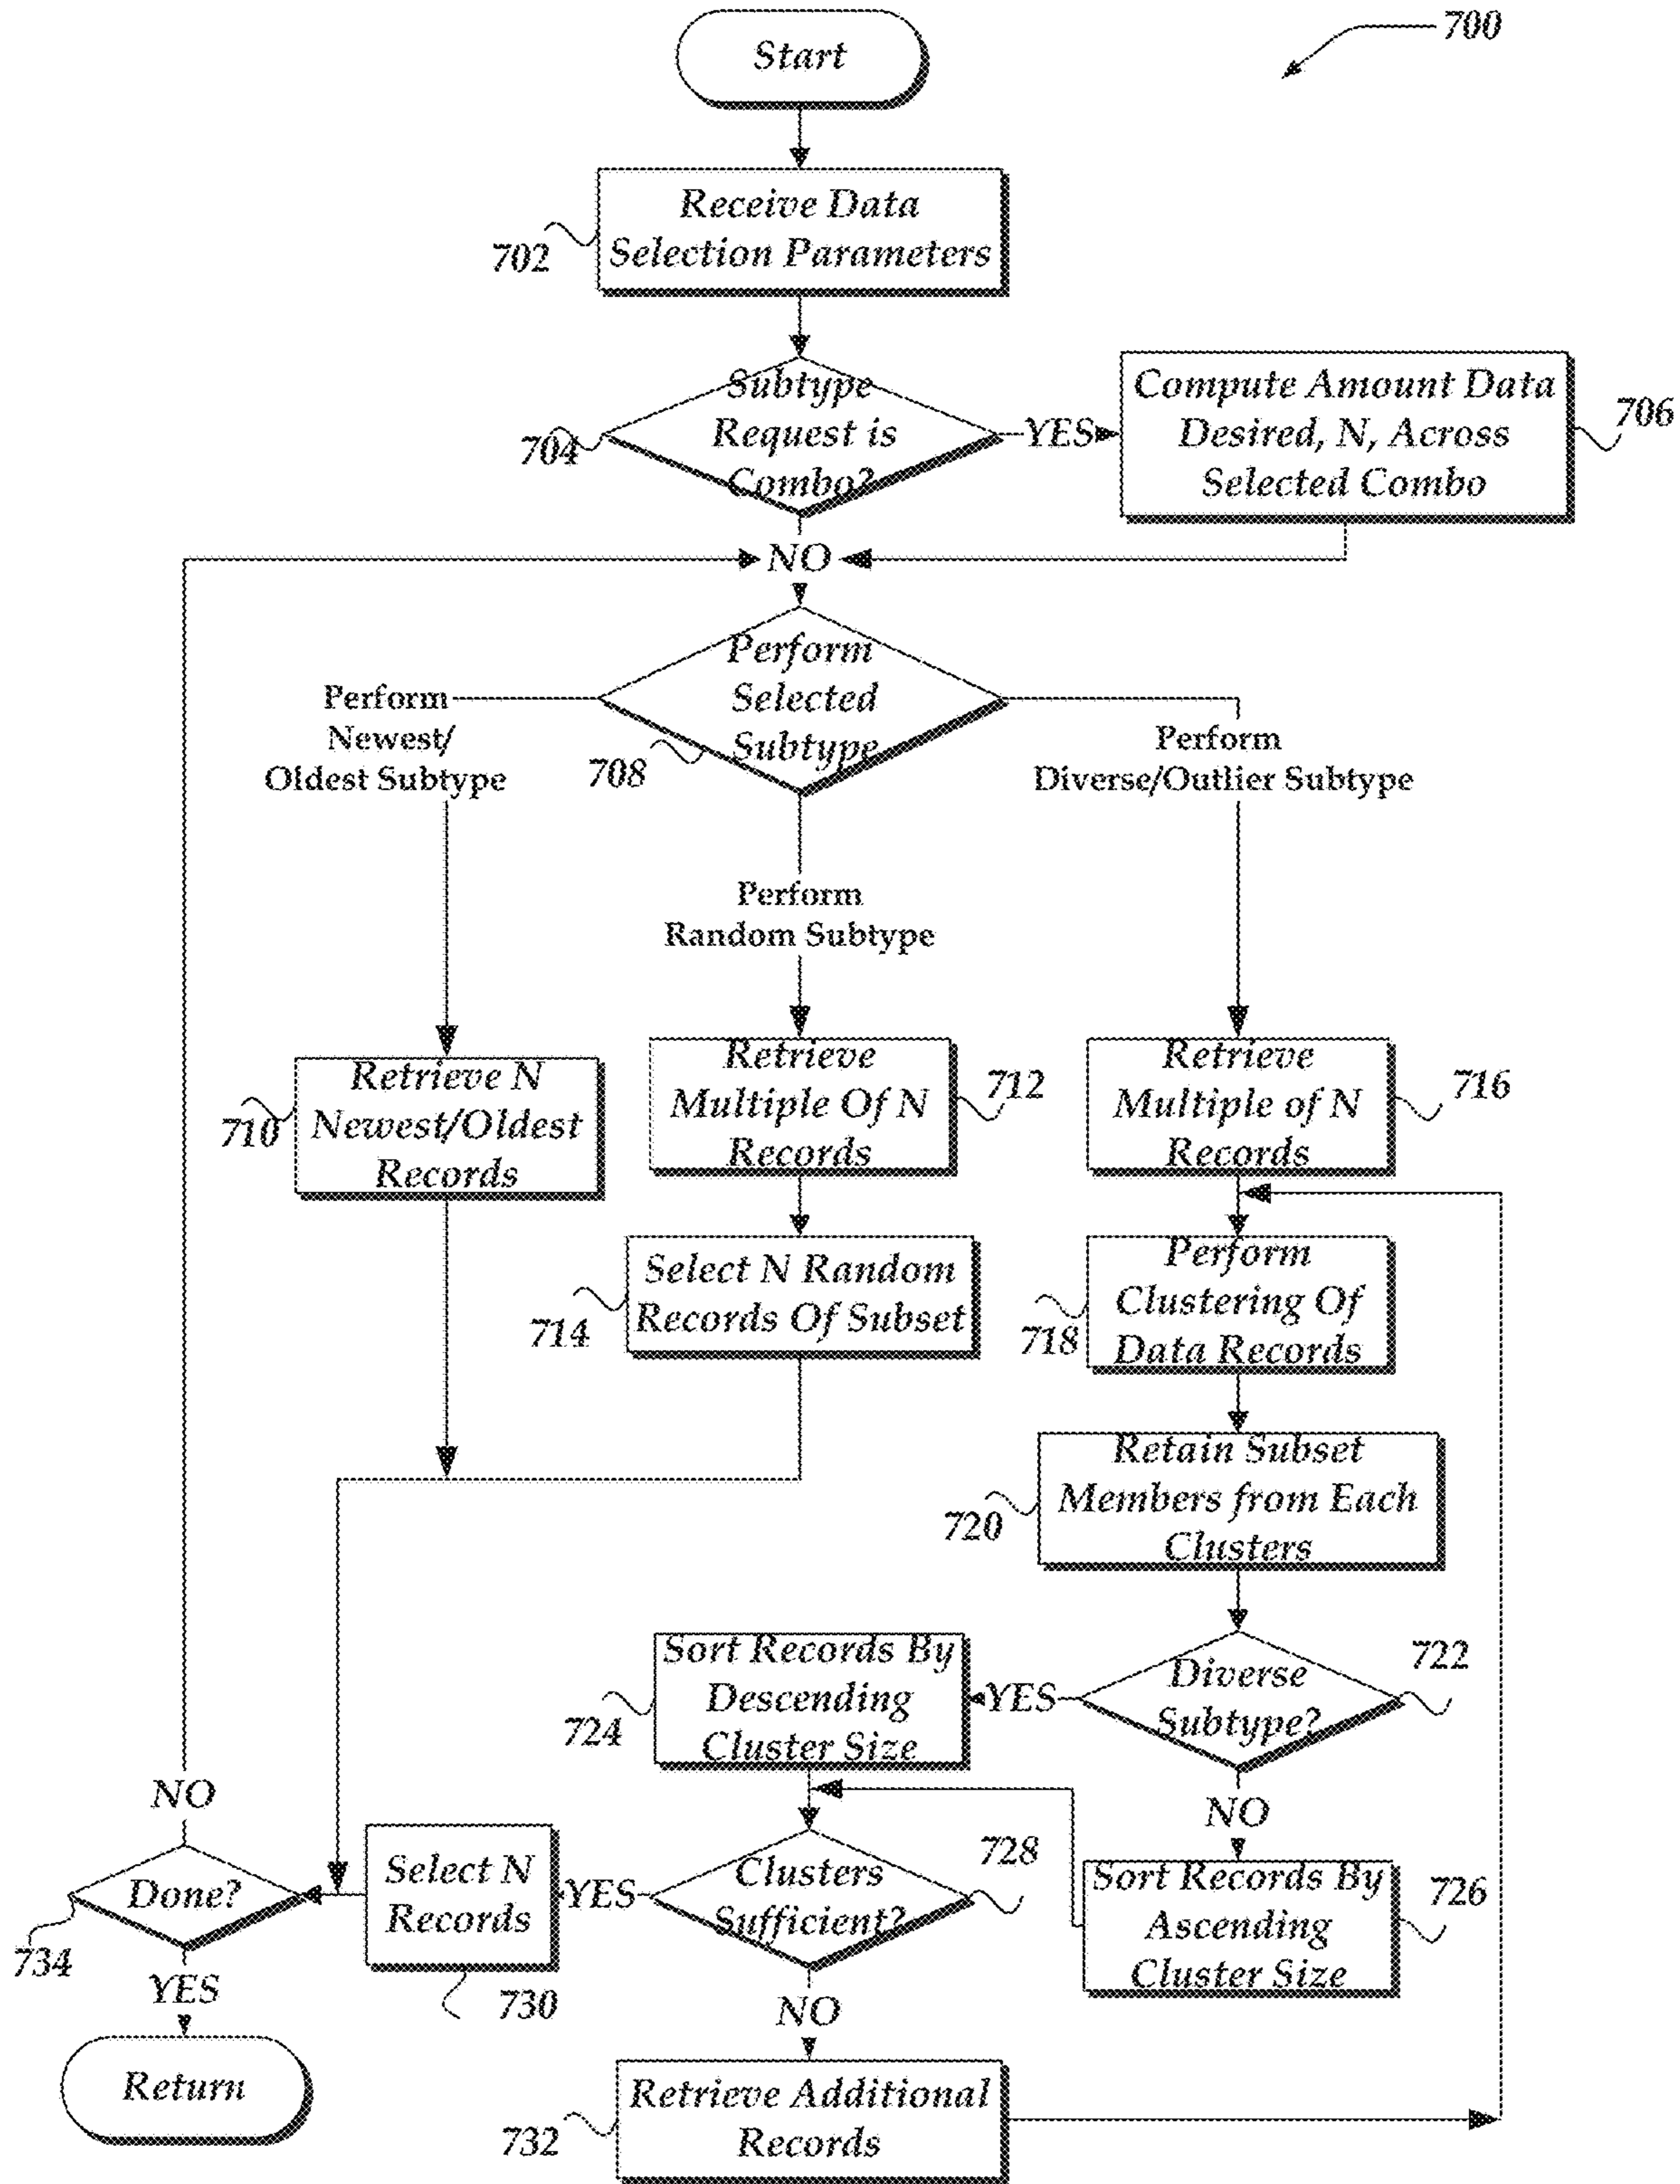 Start
700
Receive Data
Selection Parameters
702
Subtype
Request is
Combo?
704
YES
Compute Amount Data
Desired, N, Across
Selected Combo
706
NO
Perform
Selected
Subtype
708
Perform
Newest/
Oldest Subtype
Perform
Random Subtype
Perform
Diverse/Outlier Subtype
Retrieve N
Newest/Oldest
Records
710
Retrieve
Multiple Of N
Records
712
Retrieve
Multiple of N
Records
716
Select N Random
Records Of Subset
714
Perform
Clustering Of
Data Records
718
Retain Subset
Members from Each
Clusters
720
Diverse
Subtype?
722
YES
Sort Records By
Descending
Cluster Size
724
NO
Sort Records By
Ascending
Cluster Size
726
Clusters
Sufficient?
728
YES
Select N
Records
730
NO
Retrieve Additional
Records
732
NO
Done?
734
YES
Return